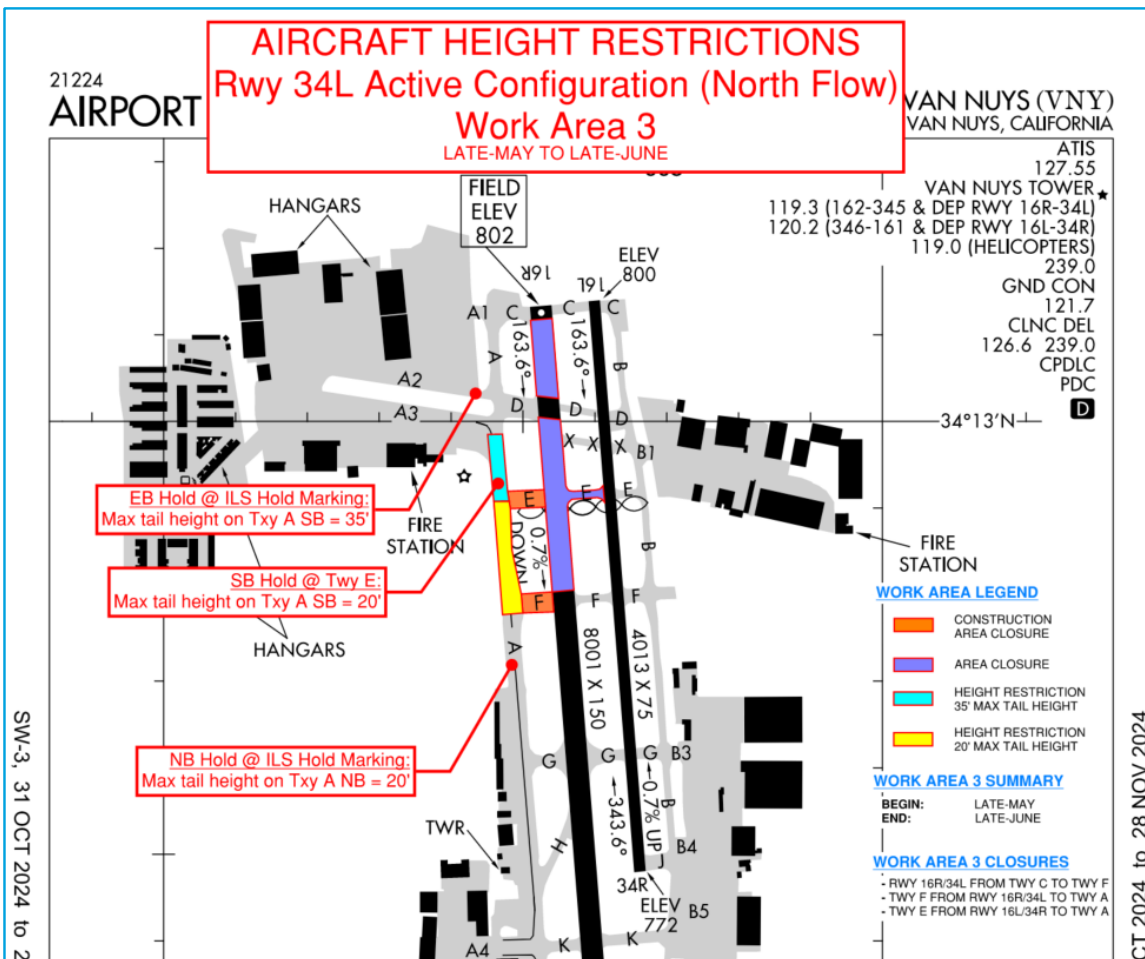 AIRCRAFT HEIGHT RESTRICTIONS
Rwy 34L Active Configuration (North Flow)
Work Area 3
LATE-MAY TO LATE-JUNE
21224
AIRPORT
VAN NUYS (VNY)
VAN NUYS, CALIFORNIA
ATIS
127.55
VAN NUYS TOWER ★
119.3 (162-345 & DEP RWY 16R-34L)
120.2 (346-161 & DEP RWY 16L-34R)
119.0 (HELICOPTERS)
239.0
GND CON
121.7
CLNC DEL
126.6 239.0
CPDLC
PDC
D
FIELD
ELEV
802
HANGARS
ELEV
800
16R
16L
A1
C
C
C
163.6°
163.6°
A
B
A2
A3
D
D
D
34°13'N
X
X
X
B1
EB Hold @ ILS Hold Marking:
Max tail height on Txy A SB = 35'
E
E
E
FIRE
STATION
DOWN
0.7%
B
FIRE
STATION
SB Hold @ Twy E:
Max tail height on Txy A SB = 20'
F
F
F
HANGARS
A
8001 X 150
4013 X 75
WORK AREA LEGEND
CONSTRUCTION
AREA CLOSURE
AREA CLOSURE
HEIGHT RESTRICTION
35' MAX TAIL HEIGHT
HEIGHT RESTRICTION
20' MAX TAIL HEIGHT
NB Hold @ ILS Hold Marking:
Max tail height on Txy A NB = 20'
G
G
G
B3
343.6°
0.7% UP
B
WORK AREA 3 SUMMARY
BEGIN: LATE-MAY
END: LATE-JUNE
TWR
H
B4
J
34R
ELEV
772
B5
WORK AREA 3 CLOSURES
- RWY 16R/34L FROM TWY C TO TWY F
- TWY F FROM RWY 16R/34L TO TWY A
- TWY E FROM RWY 16L/34R TO TWY A
A4
K
K
SW-3, 31 OCT 2024 to 2
CT 2024 to 28 NOV 2024